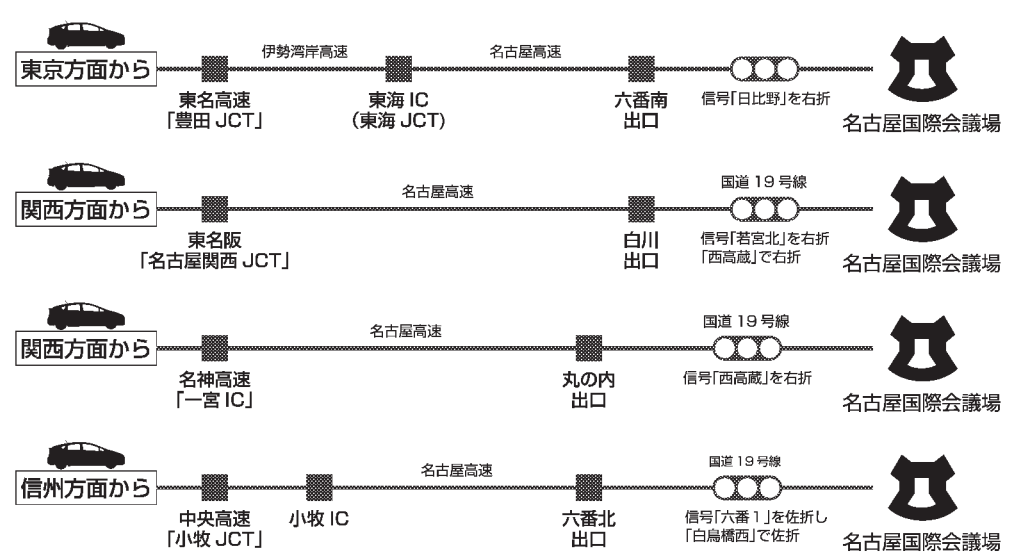 伊勢湾岸高速
名古屋高速
東京方面から
東名高速
「豊田 JCT」
東海 IC
(東海 JCT)
六番南
出口
信号「日比野」を右折
名古屋国際会議場
名古屋高速
国道 19 号線
関西方面から
東名阪
「名古屋関西 JCT」
白川
出口
信号「若宮北」を右折
「西高蔵」で右折
名古屋国際会議場
名古屋高速
国道 19 号線
関西方面から
名神高速
「一宮 IC」
丸の内
出口
信号「西高蔵」を右折
名古屋国際会議場
名古屋高速
国道 19 号線
信州方面から
中央高速
「小牧 JCT」
小牧 IC
六番北
出口
信号「六番 1」を佐折し
「白鳥橋西」で佐折
名古屋国際会議場